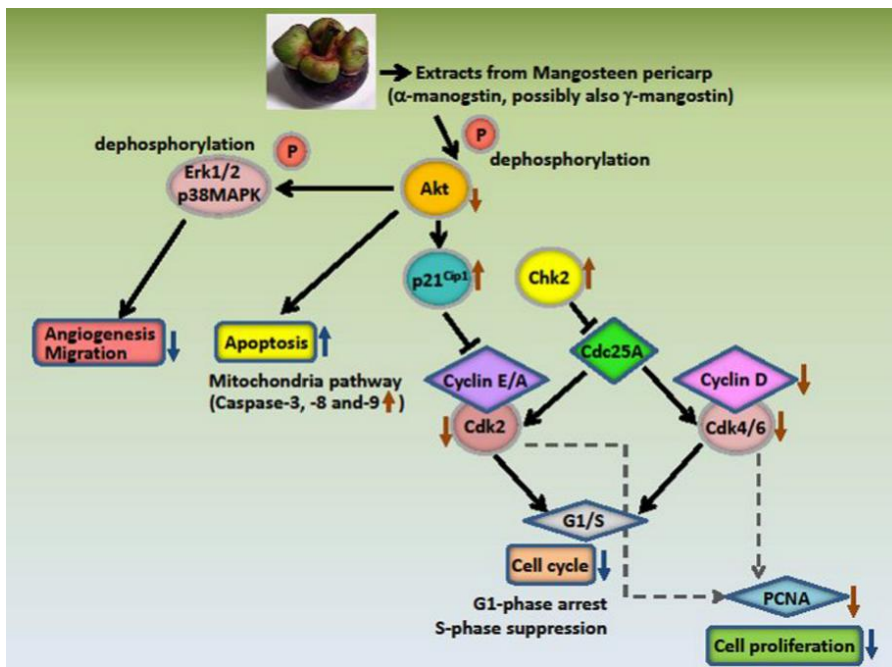 Extracts from Mangosteen pericarp
(α-manogstin, possibly also γ-mangostin)
dephosphorylation
P
P
dephosphorylation
Erk1/2
p38MAPK
Akt
p21Cip1
Chk2
Angiogenesis
Migration
Apoptosis
Cdc25A
Mitochondria pathway
(Caspase-3, -8 and-9 )
Cyclin E/A
Cyclin D
Cdk2
Cdk4/6
G1/S
Cell cycle
G1-phase arrest
S-phase suppression
PCNA
Cell proliferation